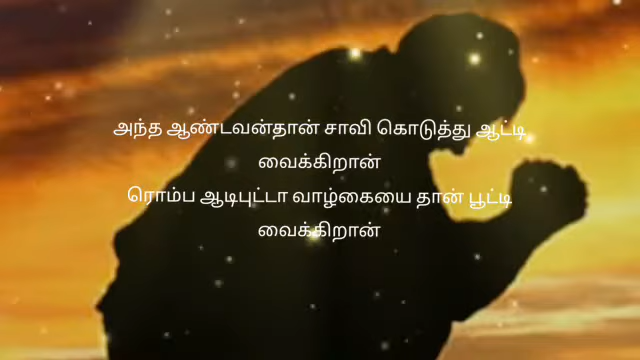 அந்த ஆண்டவன்தான் சாவி கொடுத்து ஆட்டி
வைக்கிறான்
ரொம்ப ஆடிபுட்டா வாழ்கையை தான் பூட்டி
வைக்கிறான்